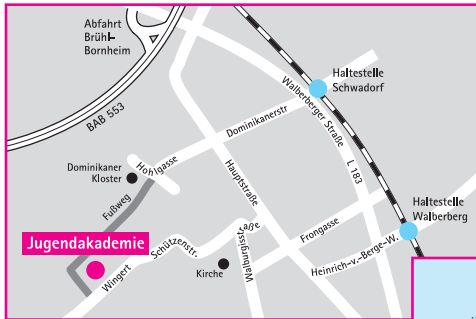 Abfahrt
Brühl-
Bornheim
BAB 553
Haltestelle
Schwadorf
Walberberger Straße
Dominikanerstr
L 183
Dominikaner
Kloster
Hohlgasse
Hauptstraße
Fußweg
Haltestelle
Walberberg
Jugendakademie
Schützenstr.
Walburgisstraße
Frongasse
Wingert
Kirche
Heinrich-v.-Berge-W.